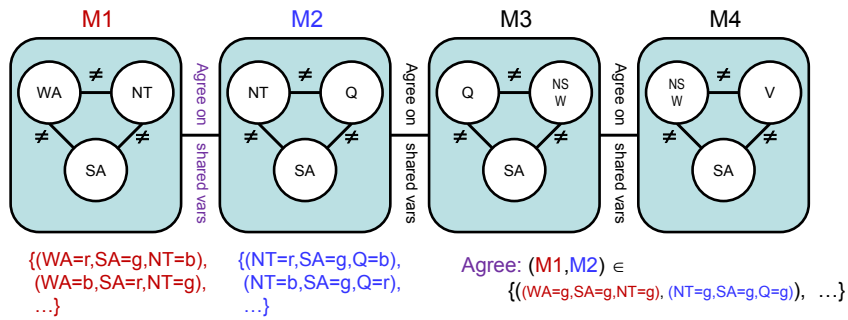 M1 M2 M3 M4
WA ≠ NT
≠ ≠
SA
Agree on
shared vars
NT ≠ Q
≠ ≠
SA
Agree on
shared vars
Q ≠ NS
W
≠ ≠
SA
Agree on
shared vars
NS
W
≠ V
≠ ≠
SA
{(WA=r,SA=g,NT=b),
(WA=b,SA=r,NT=g),
…}
{(NT=r,SA=g,Q=b),
(NT=b,SA=g,Q=r),
…}
Agree: (M1,M2) ∈
{((WA=g,SA=g,NT=g), (NT=g,SA=g,Q=g)), …}